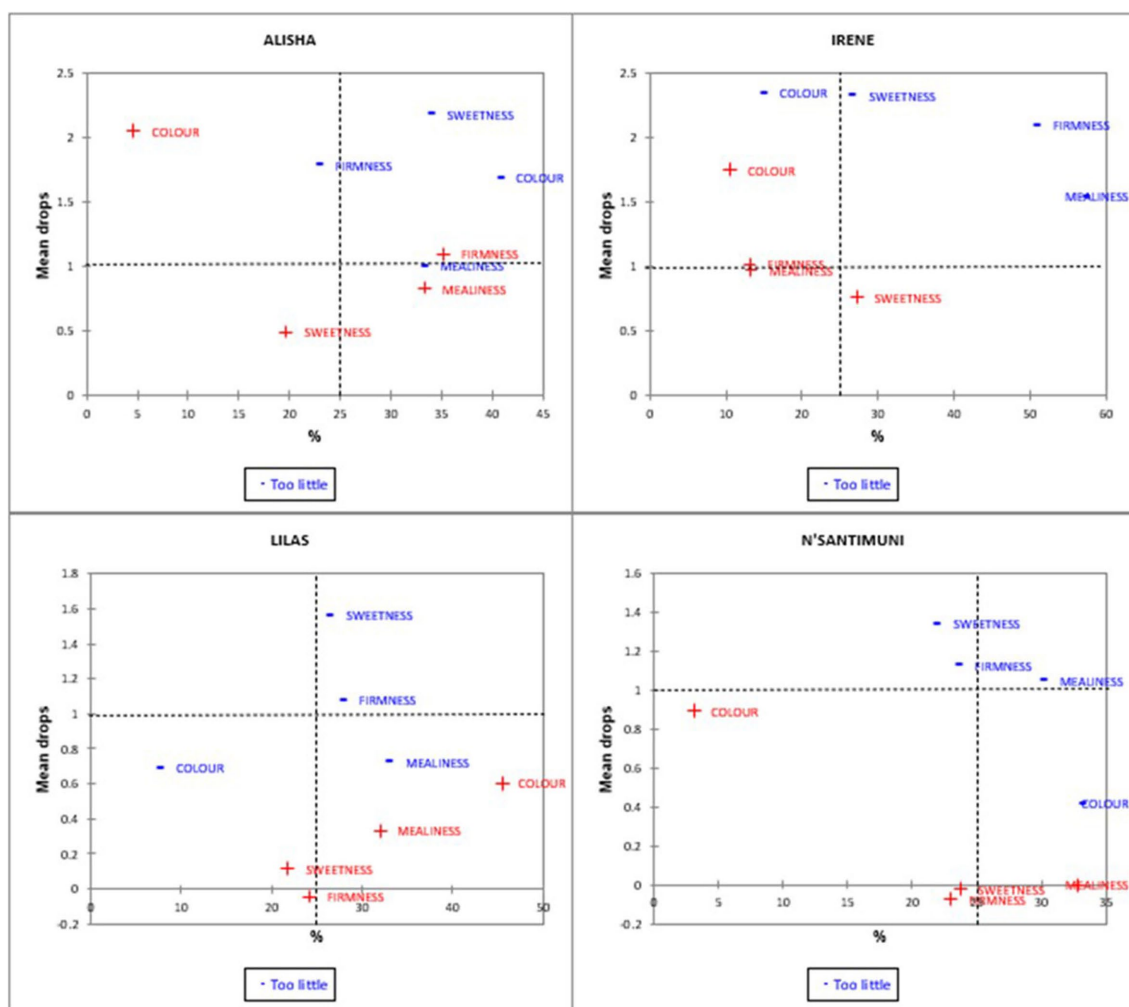 ALISHA
2.5
2
1.5
1
0.5
0
Mean drops
SWEETNESS
COLOUR
FIRMNESS
COLOUR
FIRMNESS
MEALINESS
MEALINESS
SWEETNESS
0 5 10 15 20 25 30 35 40 45
%
- Too little
IRENE
2.5
2
1.5
1
0.5
0
Mean drops
COLOUR
SWEETNESS
FIRMNESS
COLOUR
MEALINESS
FIRMNESS
MEALINESS
SWEETNESS
0 10 20 30 40 50 60
%
- Too little
LILAS
1.8
1.6
1.4
1.2
1
0.8
0.6
0.4
0.2
0
-0.2
Mean drops
SWEETNESS
FIRMNESS
COLOUR
MEALINESS
COLOUR
MEALINESS
SWEETNESS
FIRMNESS
0 10 20 30 40 50
%
- Too little
N'SANTIMUNI
1.6
1.4
1.2
1
0.8
0.6
0.4
0.2
0
-0.2
Mean drops
SWEETNESS
FIRMNESS
MEALINESS
COLOUR
COLOUR
MEALINESS
SWEETNESS
FIRMNESS
0 5 10 15 20 25 30 35
%
- Too little